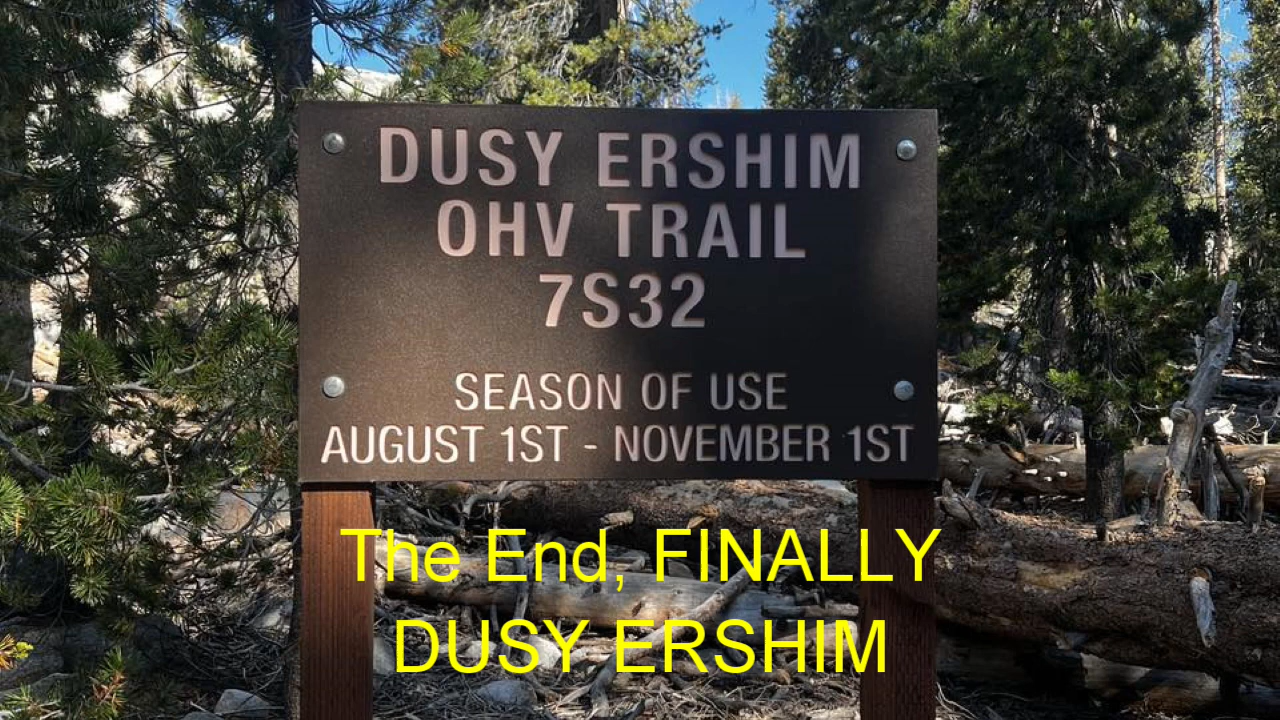 DUSY ERSHIM
OHV TRAIL
7S32
SEASON OF USE
AUGUST 1ST - NOVEMBER 1ST
The End, FINALLY
DUSY ERSHIM